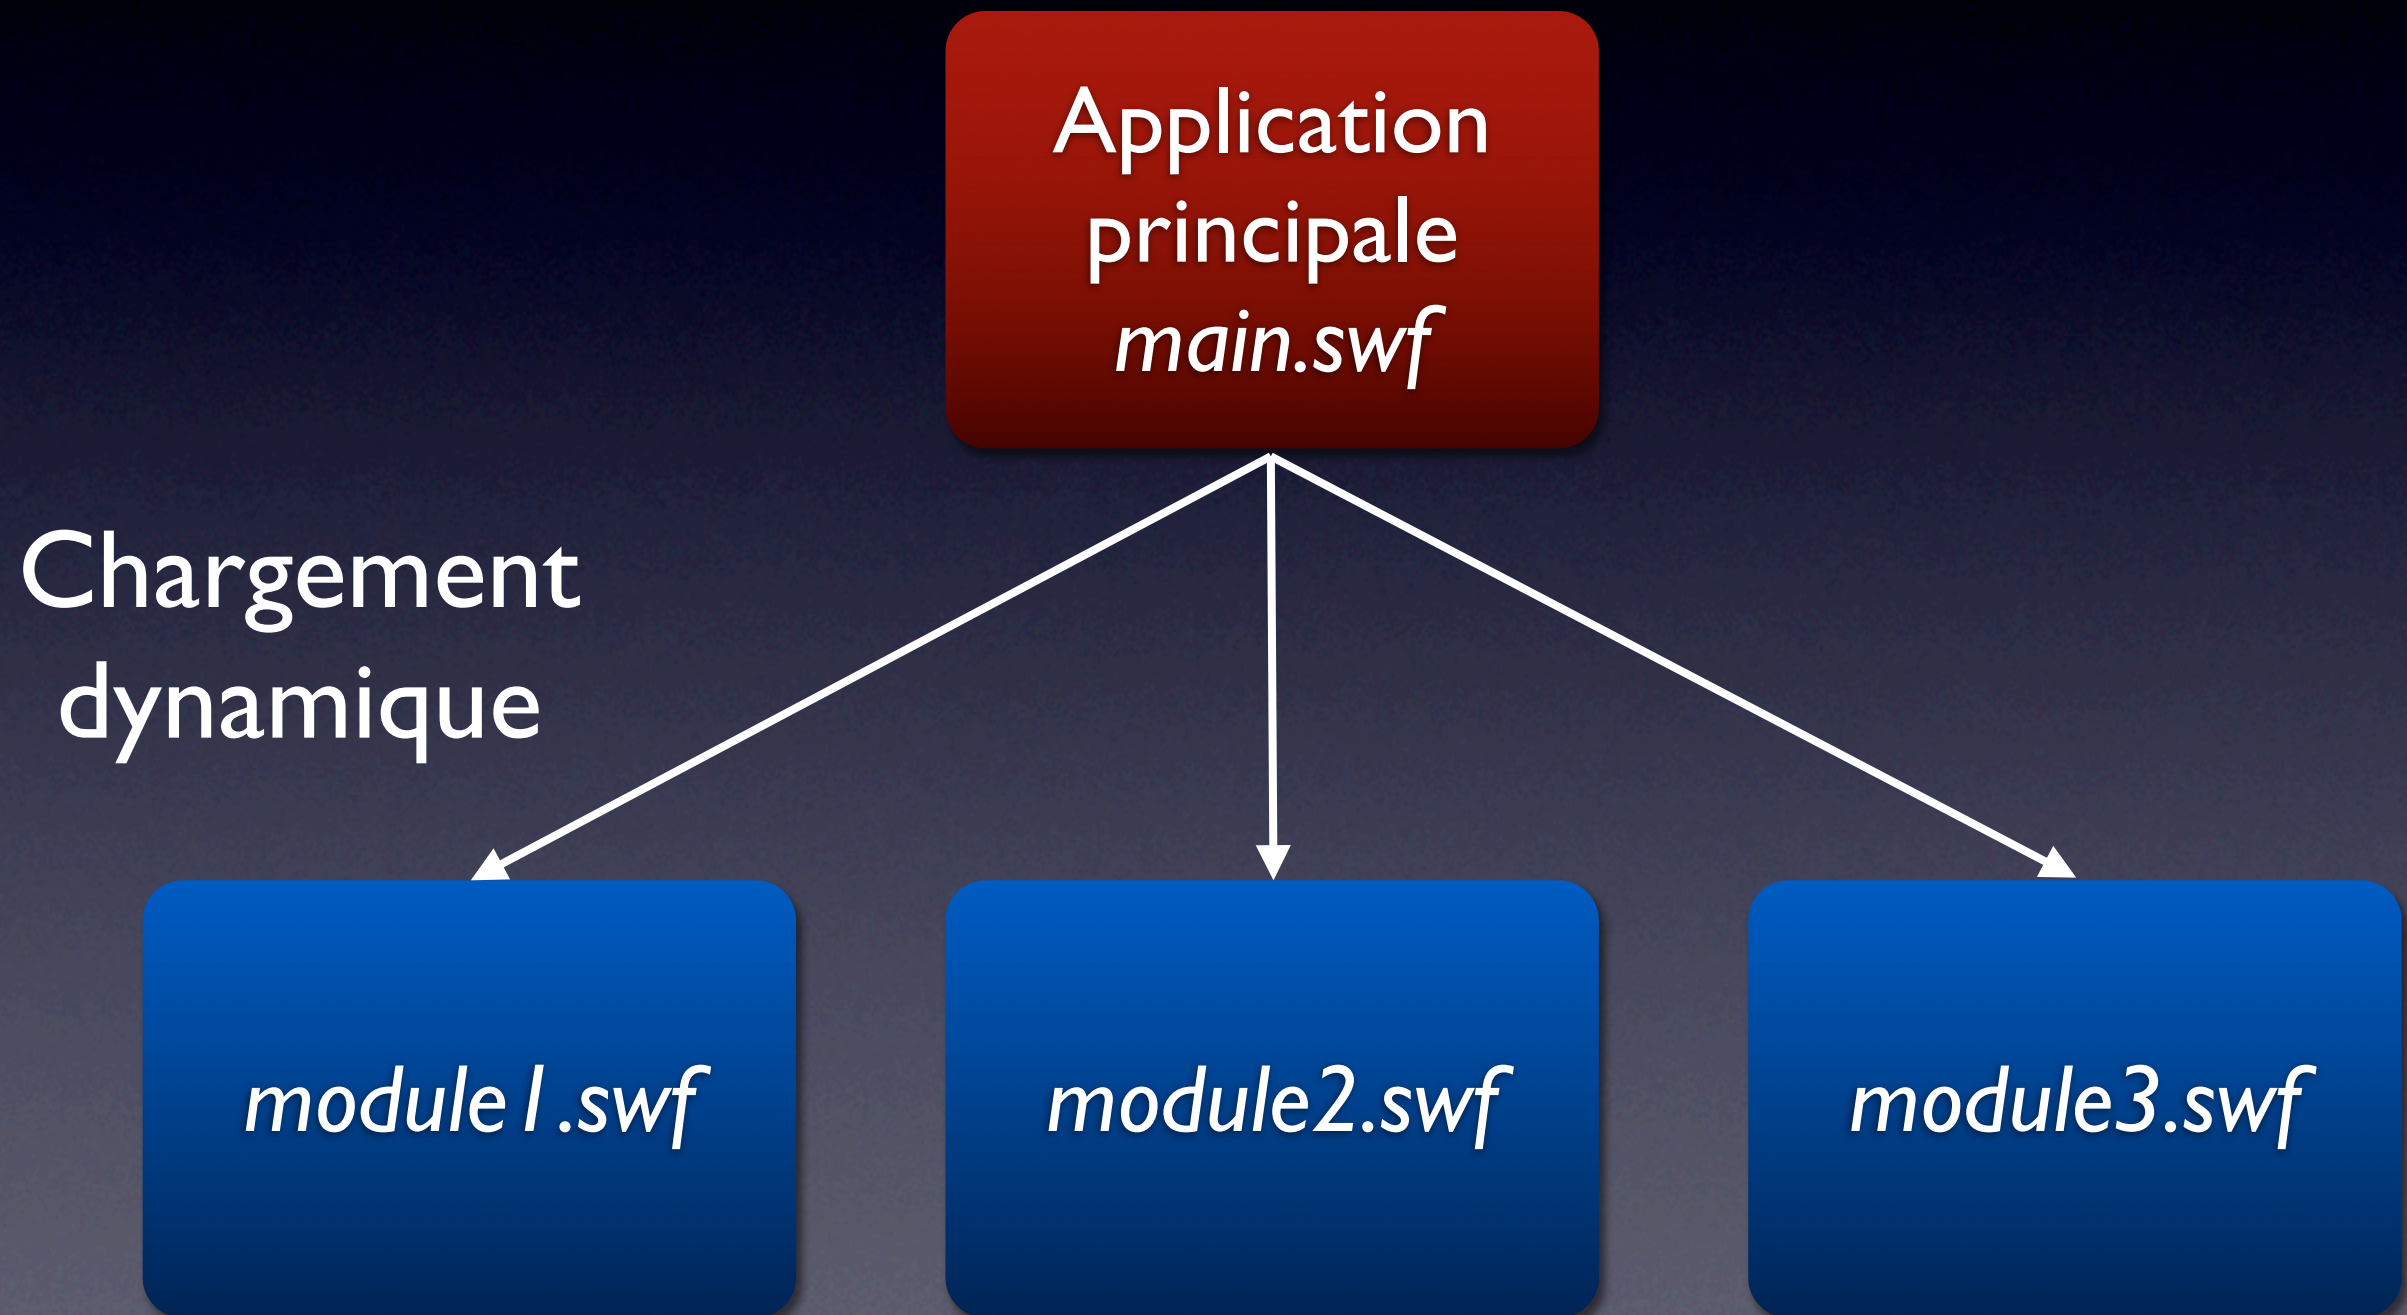 Application
principale
main.swf
Chargement
dynamique
module1.swf
module2.swf
module3.swf